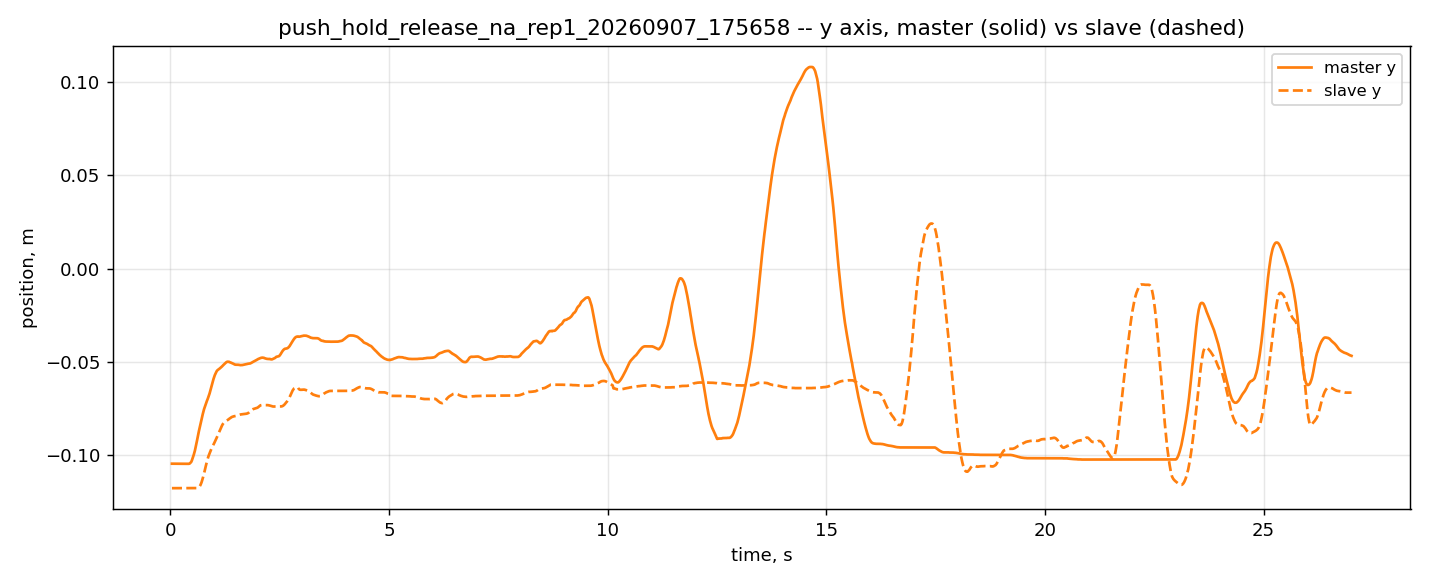 push_hold_release_na_rep1_20260907_175658 -- y axis, master (solid) vs slave (dashed)
master y
slave y
position, m
0.10
0.05
0.00
−0.05
−0.10
0
5
10
15
20
25
time, s